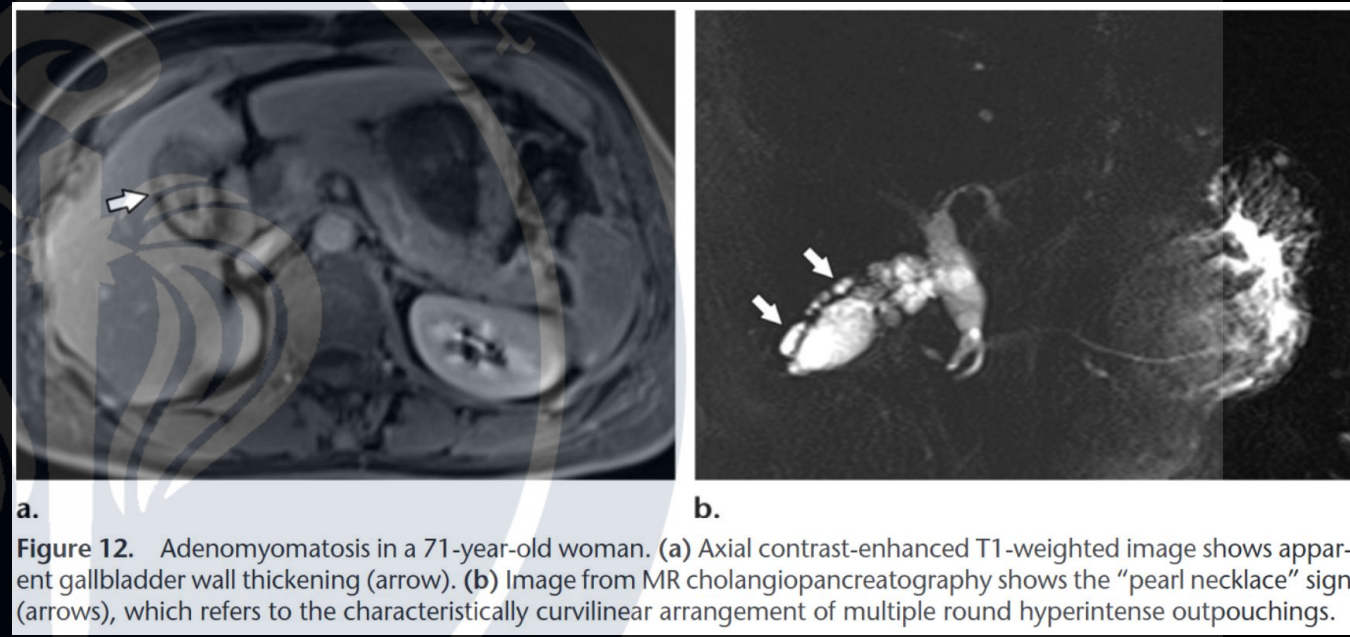 a.
b.
Figure 12. Adenomyomatosis in a 71-year-old woman. (a) Axial contrast-enhanced T1-weighted image shows appar-
ent gallbladder wall thickening (arrow). (b) Image from MR cholangiopancreatography shows the “pearl necklace” sign
(arrows), which refers to the characteristically curvilinear arrangement of multiple round hyperintense outpouchings.